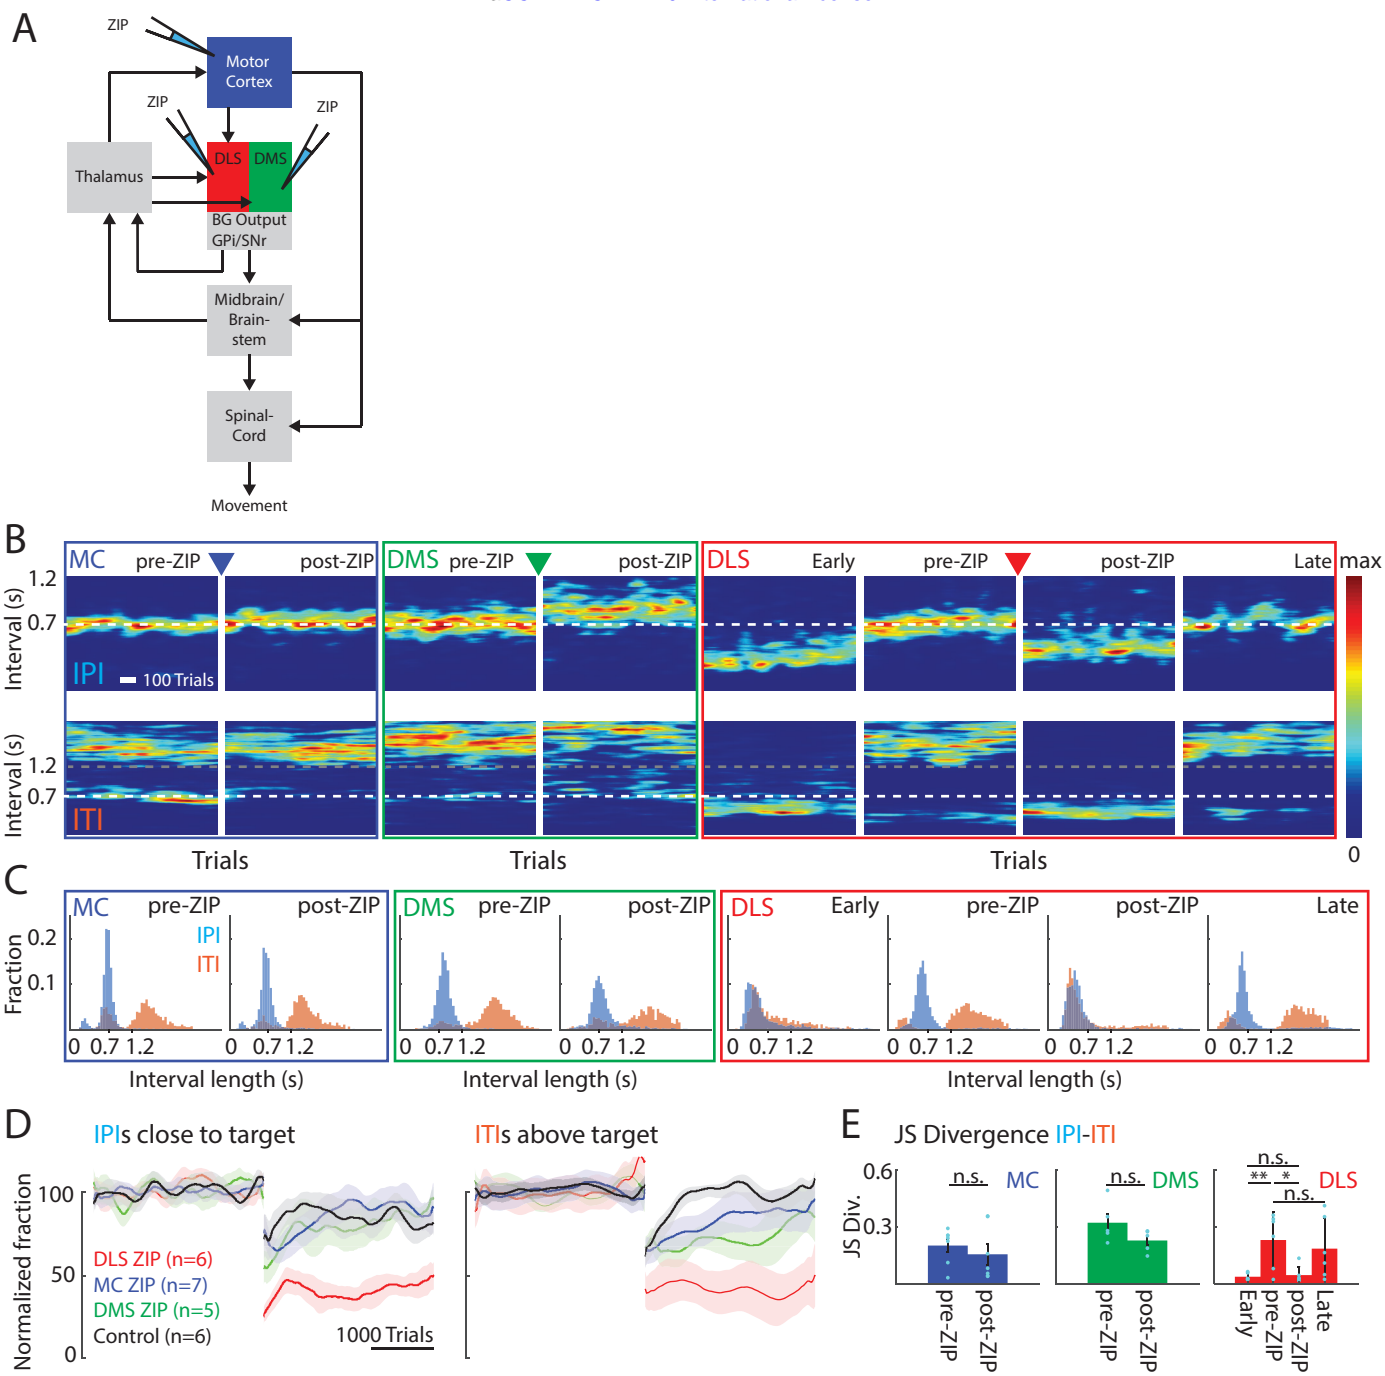 A
ZIP
Motor
Cortex
ZIP
ZIP
DLS
DMS
Thalamus
BG Output
GPi/SNr
Midbrain/
Brain-
stem
Spinal-
Cord
Movement
B
MC
pre-ZIP
post-ZIP
DMS
pre-ZIP
post-ZIP
DLS
Early
pre-ZIP
post-ZIP
Late
max
Interval (s)
1.2
0.7
IPI
100 Trials
Interval (s)
1.2
0.7
ITI
0
Trials
Trials
Trials
C
MC
pre-ZIP
post-ZIP
DMS
pre-ZIP
post-ZIP
DLS
Early
pre-ZIP
post-ZIP
Late
Fraction
0.2
0.1
IPI
ITI
0 0.7 1.2
0 0.7 1.2
0 0.7 1.2
0 0.7 1.2
0 0.7 1.2
0 0.7 1.2
0 0.7 1.2
0 0.7 1.2
Interval length (s)
Interval length (s)
Interval length (s)
D
IPIs close to target
ITIs above target
Normalized fraction
100
50
0
DLS ZIP (n=6)
MC ZIP (n=7)
DMS ZIP (n=5)
Control (n=6)
1000 Trials
E
JS Divergence IPI-ITI
JS Div.
0.6
0.3
n.s.
MC
n.s.
DMS
n.s.
** *
n.s.
DLS
pre-ZIP
post-ZIP
pre-ZIP
post-ZIP
Early
pre-ZIP
post-ZIP
Late